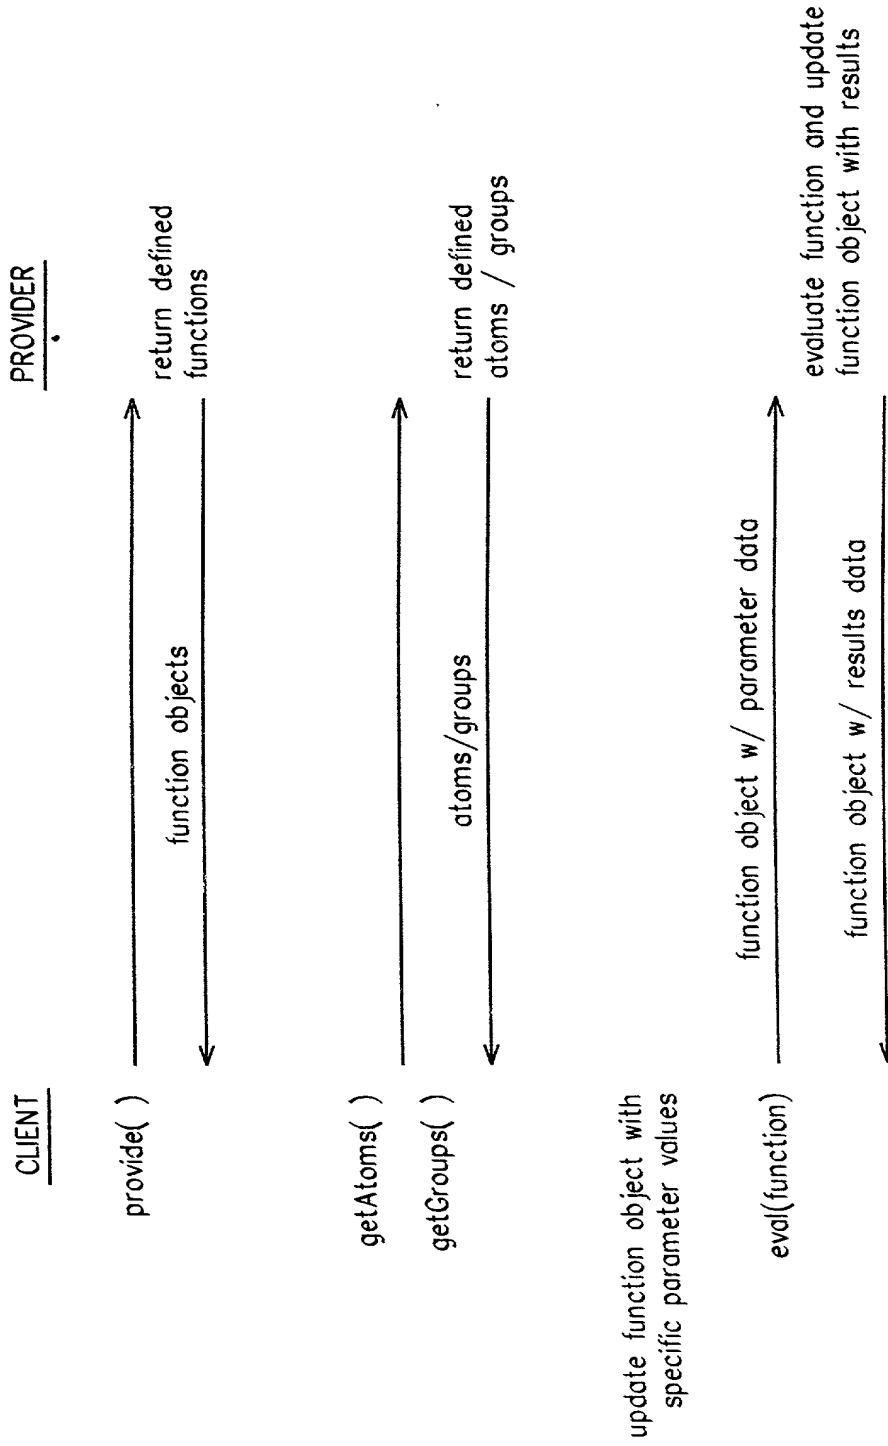 CLIENT
PROVIDER
provide( )
return defined
functions
function objects
getAtoms( )
getGroups( )
return defined
atoms / groups
atoms/groups
update function object with
specific parameter values
eval(function)
function object w/ parameter data
evaluate function and update
function object with results
function object w/ results data